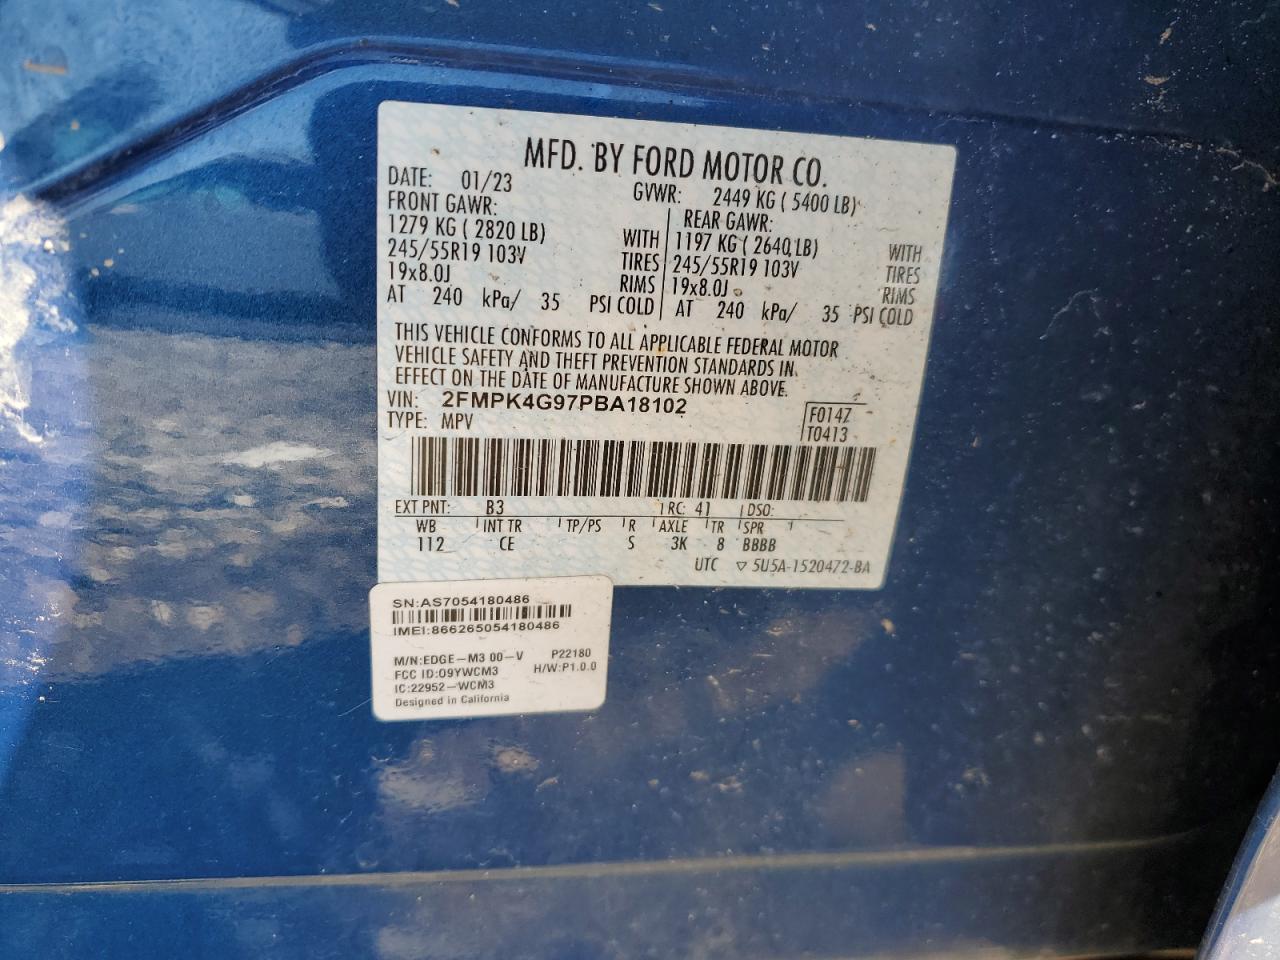 MFD. BY FORD MOTOR CO.
DATE: 01/23 GVWR: 2449 KG ( 5400 LB)
FRONT GAWR: REAR GAWR:
1279 KG ( 2820 LB) WITH 1197 KG ( 2640 LB) WITH
245/55R19 103V TIRES 245/55R19 103V TIRES
19x8.0J RIMS 19x8.0J RIMS
AT 240 kPa/ 35 PSI COLD AT 240 kPa/ 35 PSI COLD
THIS VEHICLE CONFORMS TO ALL APPLICABLE FEDERAL MOTOR
VEHICLE SAFETY AND THEFT PREVENTION STANDARDS IN
EFFECT ON THE DATE OF MANUFACTURE SHOWN ABOVE.
VIN: 2FMPK4G97PBA18102 F0147
TYPE: MPV T0413
EXT PNT: B3 RC: 41 DSO:
WB INT TR TP/PS R AXLE TR SPR
112 CE S 3K 8 BBBB
UTC ▽ 5U5A-1520472-BA
SN:AS7054180486
IMEI:866265054180486
M/N:EDGE-M3 00-V P22180
FCC ID:09YWCM3 H/W:P1.0.0
IC:22952-WCM3
Designed in California